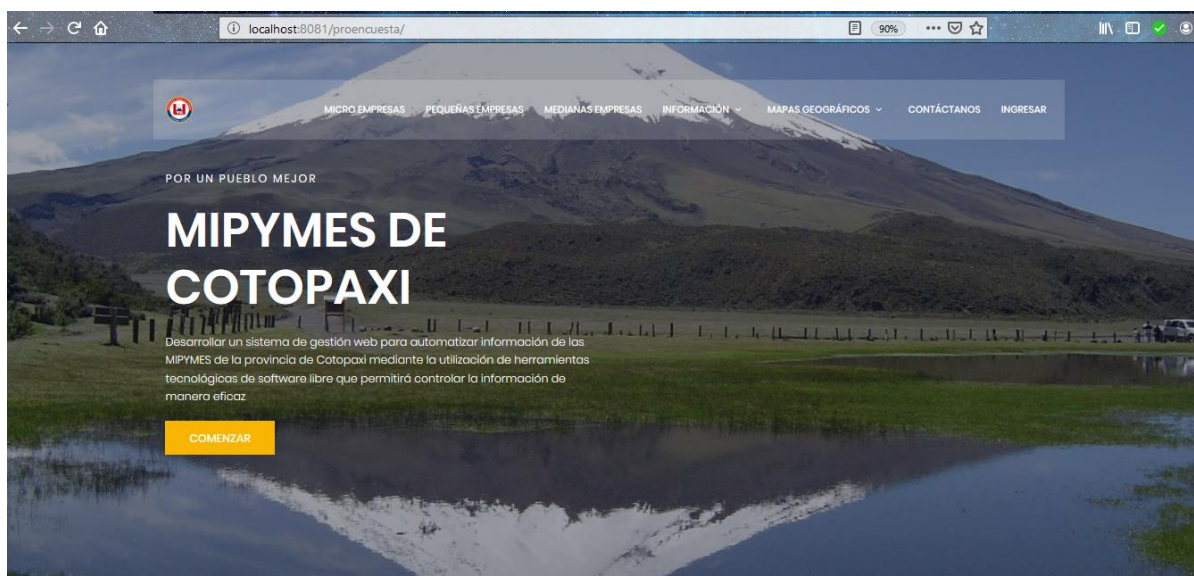 localhost:8081/proencuesta/
90%
MICRO EMPRESAS PEQUEÑAS EMPRESAS MEDIANAS EMPRESAS INFORMACIÓN MAPAS GEOGRÁFICOS CONTÁCTANOS INGRESAR
POR UN PUEBLO MEJOR
MIPYMES DE
COTOPAXI
Desarrollar un sistema de gestión web para automatizar información de las
MIPYMES de la provincia de Cotopaxi mediante la utilización de herramientas
tecnológicas de software libre que permitirá controlar la información de
manera eficaz
COMENZAR